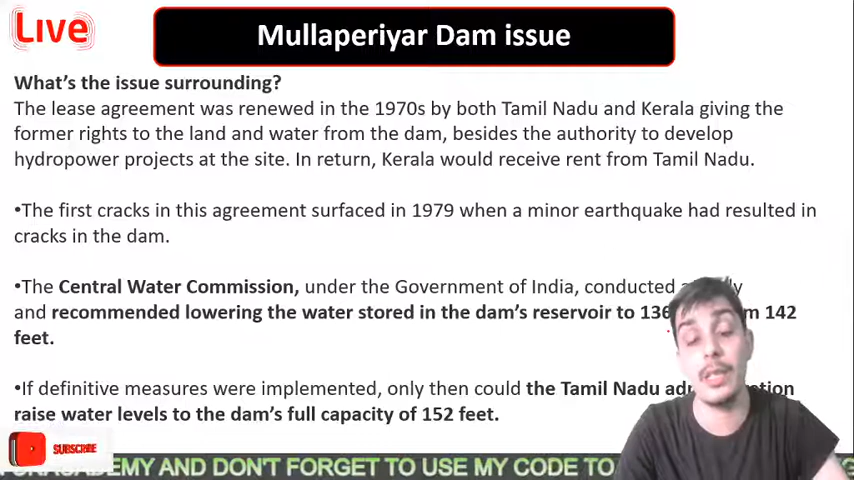 Live
Mullaperiyar Dam issue
What's the issue surrounding?
The lease agreement was renewed in the 1970s by both Tamil Nadu and Kerala giving the
former rights to the land and water from the dam, besides the authority to develop
hydropower projects at the site. In return, Kerala would receive rent from Tamil Nadu.
•The first cracks in this agreement surfaced in 1979 when a minor earthquake had resulted in
cracks in the dam.
•The Central Water Commission, under the Government of India, conducted
and recommended lowering the water stored in the dam's reservoir to 136 142
feet.
•If definitive measures were implemented, only then could the Tamil Nadu
raise water levels to the dam's full capacity of 152 feet.
SUBSCRIBE
AND DON'T FORGET TO USE MY CODE TO